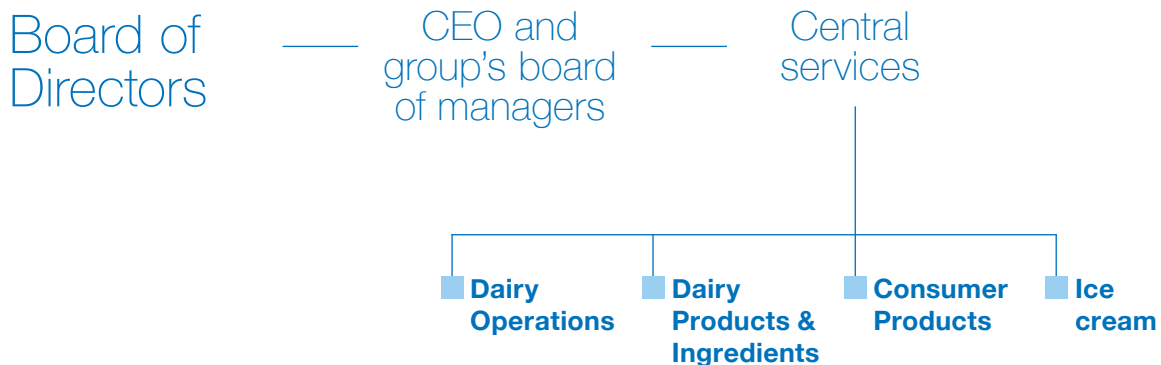 Board of
Directors
CEO and
group's board
of managers
Central
services
Dairy
Operations
Dairy
Products &
Ingredients
Consumer
Products
Ice
cream